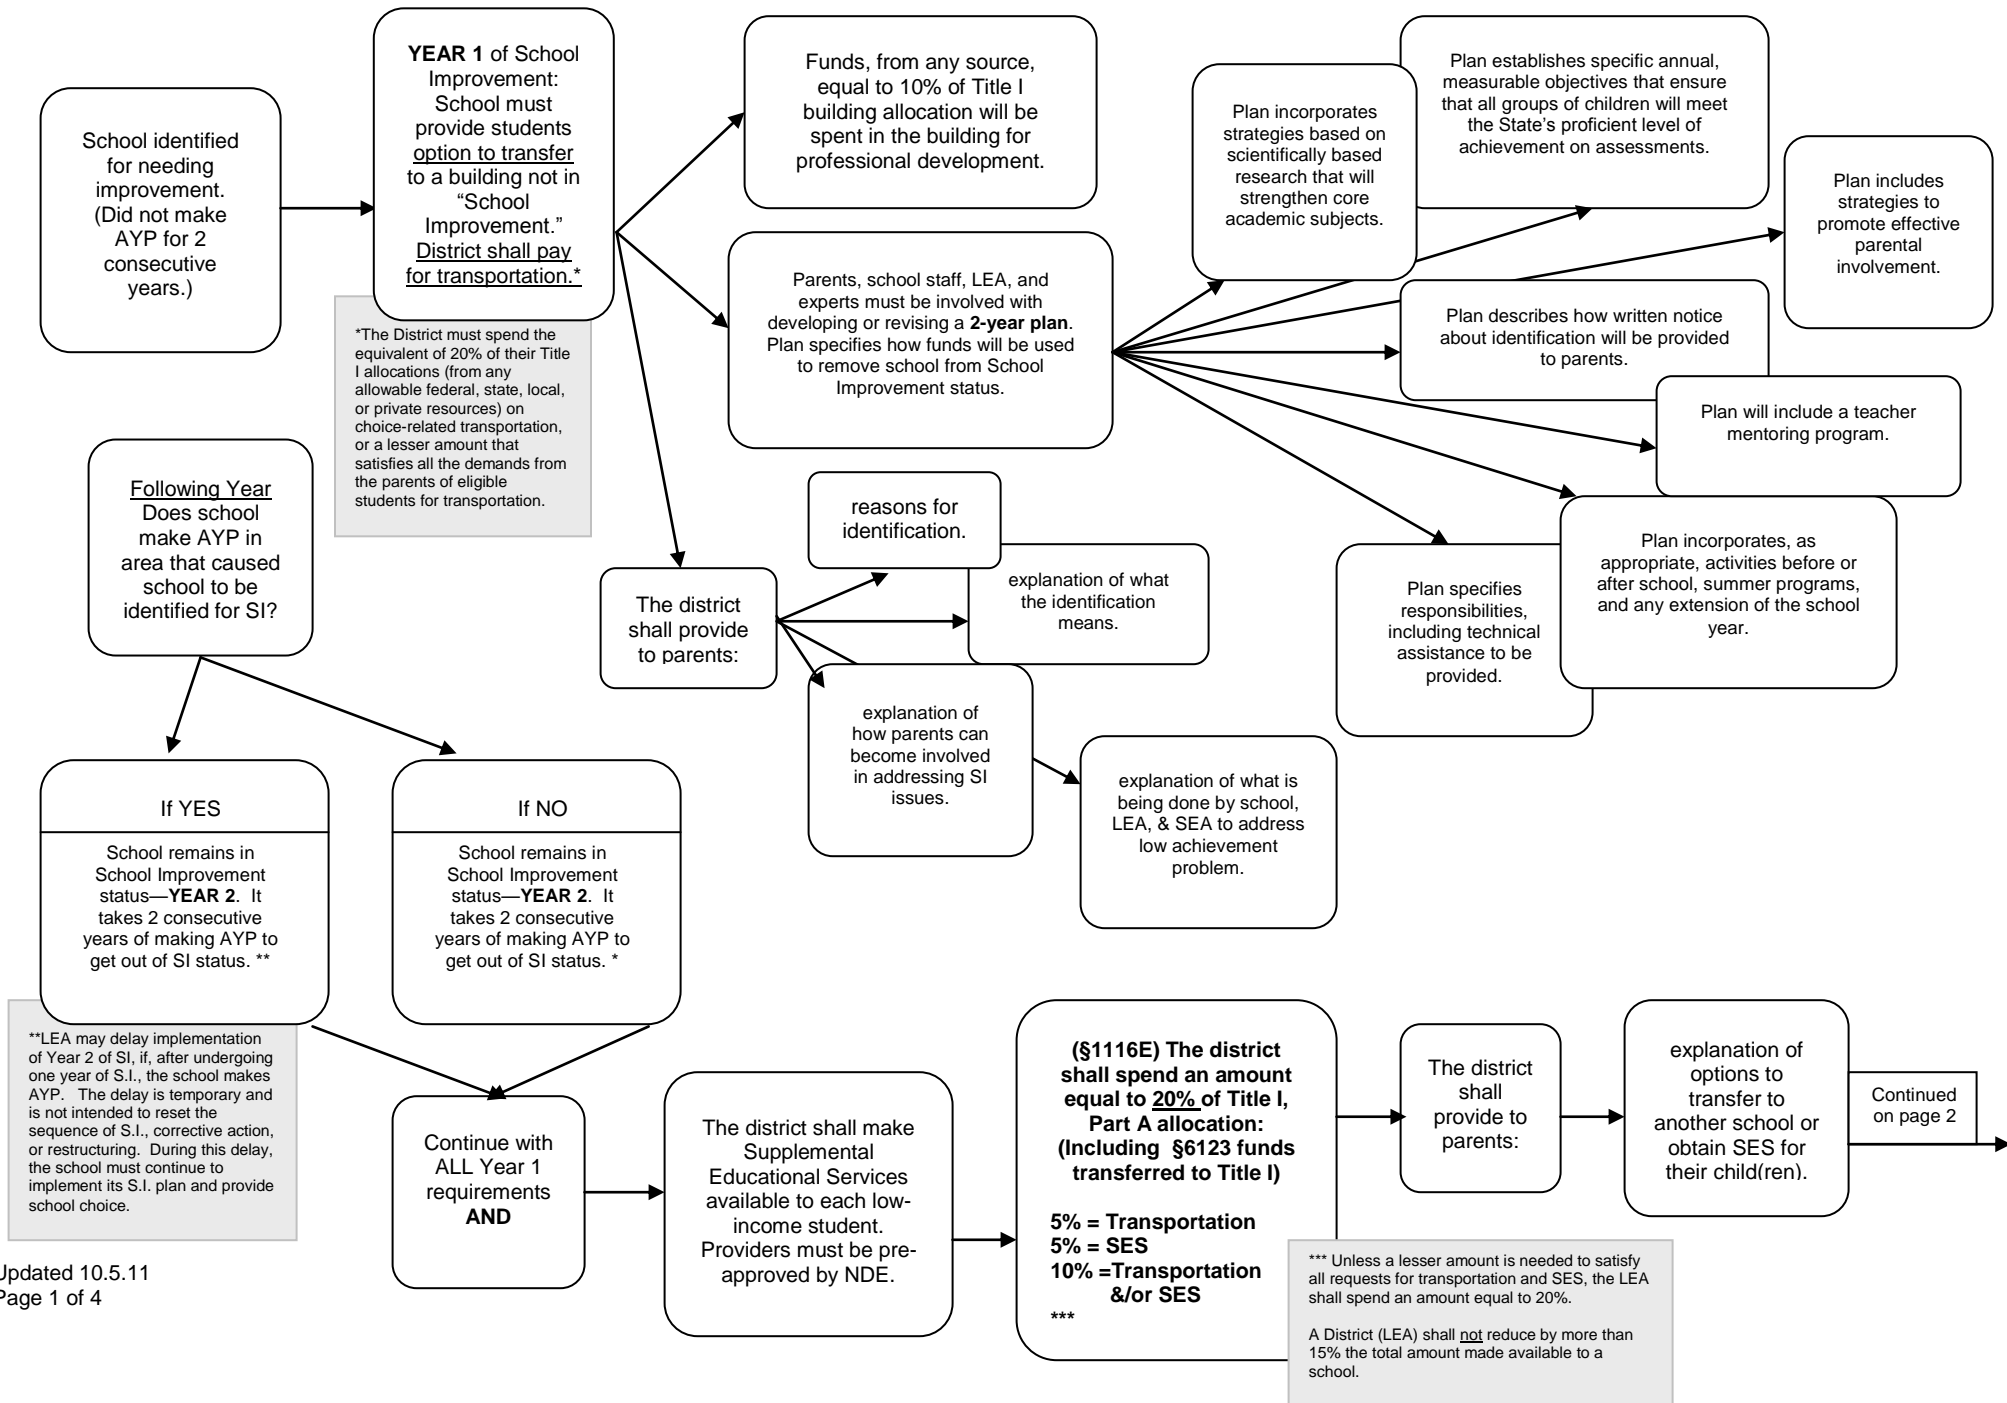 School identified
for needing
improvement.
(Did not make
AYP for 2
consecutive
years.)
YEAR 1 of School
Improvement:
School must
provide students
option to transfer
to a building not in
“School
Improvement.”
District shall pay
for transportation.*
*The District must spend the
equivalent of 20% of their Title
I allocations (from any
allowable federal, state, local,
or private resources) on
choice-related transportation,
or a lesser amount that
satisfies all the demands from
the parents of eligible
students for transportation.
Funds, from any source,
equal to 10% of Title I
building allocation will be
spent in the building for
professional development.
Parents, school staff, LEA, and
experts must be involved with
developing or revising a 2-year plan.
Plan specifies how funds will be used
to remove school from School
Improvement status.
Plan incorporates
strategies based on
scientifically based
research that will
strengthen core
academic subjects.
Plan establishes specific annual,
measurable objectives that ensure
that all groups of children will meet
the State’s proficient level of
achievement on assessments.
Plan includes
strategies to
promote effective
parental
involvement.
Plan describes how written notice
about identification will be provided
to parents.
Plan will include a teacher
mentoring program.
Plan incorporates, as
appropriate, activities before or
after school, summer programs,
and any extension of the school
year.
Plan specifies
responsibilities,
including technical
assistance to be
provided.
The district
shall provide
to parents:
reasons for
identification.
explanation of what
the identification
means.
explanation of
how parents can
become involved
in addressing SI
issues.
explanation of what is
being done by school,
LEA, & SEA to address
low achievement
problem.
Following Year
Does school
make AYP in
area that caused
school to be
identified for SI?
If YES
School remains in
School Improvement
status—YEAR 2.  It
takes 2 consecutive
years of making AYP to
get out of SI status. **
If NO
School remains in
School Improvement
status—YEAR 2.  It
takes 2 consecutive
years of making AYP to
get out of SI status. *
**LEA may delay implementation
of Year 2 of SI, if, after undergoing
one year of S.I., the school makes
AYP.  The delay is temporary and
is not intended to reset the
sequence of S.I., corrective action,
or restructuring.  During this delay,
the school must continue to
implement its S.I. plan and provide
school choice.
Continue with
ALL Year 1
requirements
AND
The district shall make
Supplemental
Educational Services
available to each low-
income student.
Providers must be pre-
approved by NDE.
(§1116E) The district
shall spend an amount
equal to 20% of Title I,
Part A allocation:
(Including  §6123 funds
transferred to Title I)
5% = Transportation
5% = SES
10% =Transportation
&/or SES
***
*** Unless a lesser amount is needed to satisfy
all requests for transportation and SES, the LEA
shall spend an amount equal to 20%.
A District (LEA) shall not reduce by more than
15% the total amount made available to a
school.
The district
shall
provide to
parents:
explanation of
options to
transfer to
another school or
obtain SES for
their child(ren).
Continued
on page 2
Updated 10.5.11
Page 1 of 4